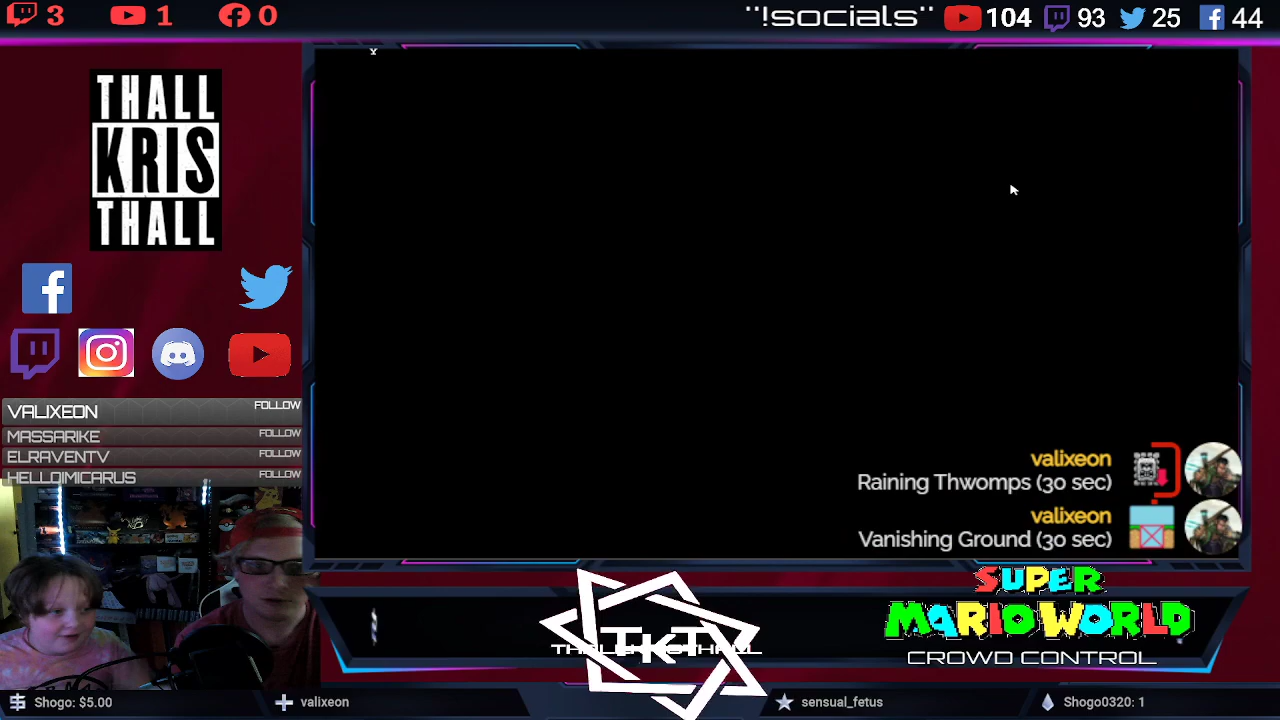 3 1 0 "!socials" 104 93 25 44
x
THALL
KRIS
THALL
VALIXEON FOLLOW
MASSARIKE FOLLOW
ELRAVENTV FOLLOW
HELLOIMICARUS FOLLOW
valixeon
Raining Thwomps (30 sec)
valixeon
Vanishing Ground (30 sec)
TKTV
SUPER
MARIO WORLD
CROWD CONTROL
Shogo: $5.00 valixeon sensual_fetus Shogo0320: 1